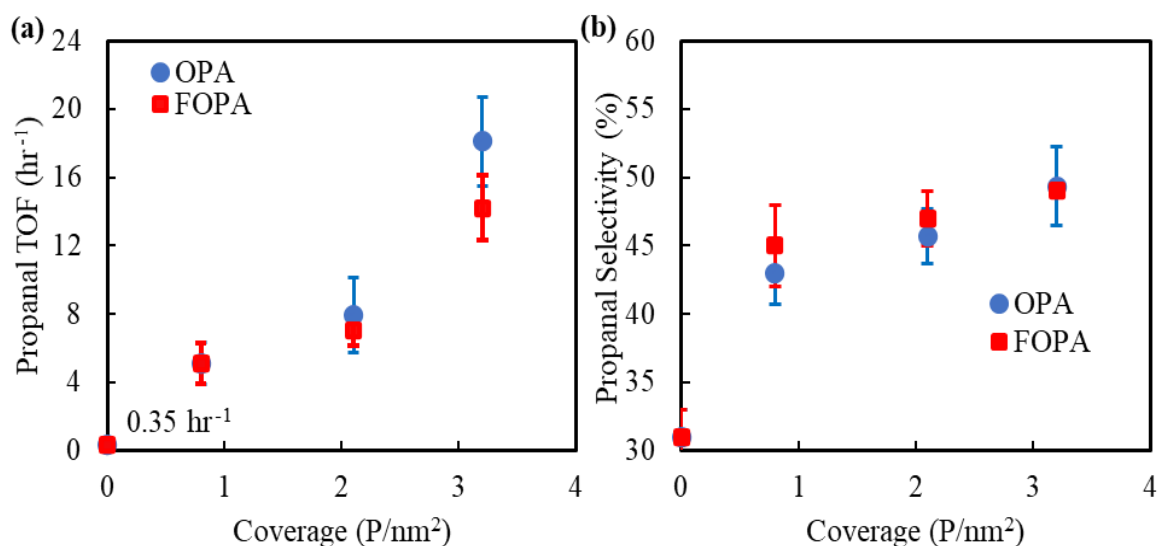 (a)
24
20
16
12
8
4
0
Propanal TOF (hr⁻¹)
OPA
FOPA
0.35 hr⁻¹
0 1 2 3 4
Coverage (P/nm²)
(b)
60
55
50
45
40
35
30
Propanal Selectivity (%)
OPA
FOPA
0 1 2 3 4
Coverage (P/nm²)